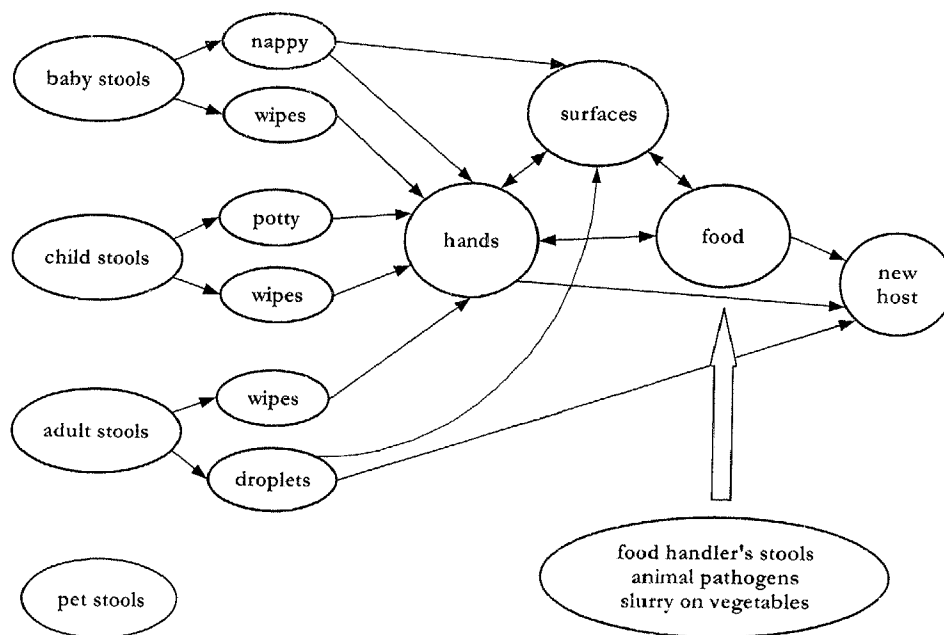 nappy
baby stools
wipes
surfaces
potty
hands
food
child stools
wipes
new
host
wipes
adult stools
droplets
food handler's stools
animal pathogens
slurry on vegetables
pet stools